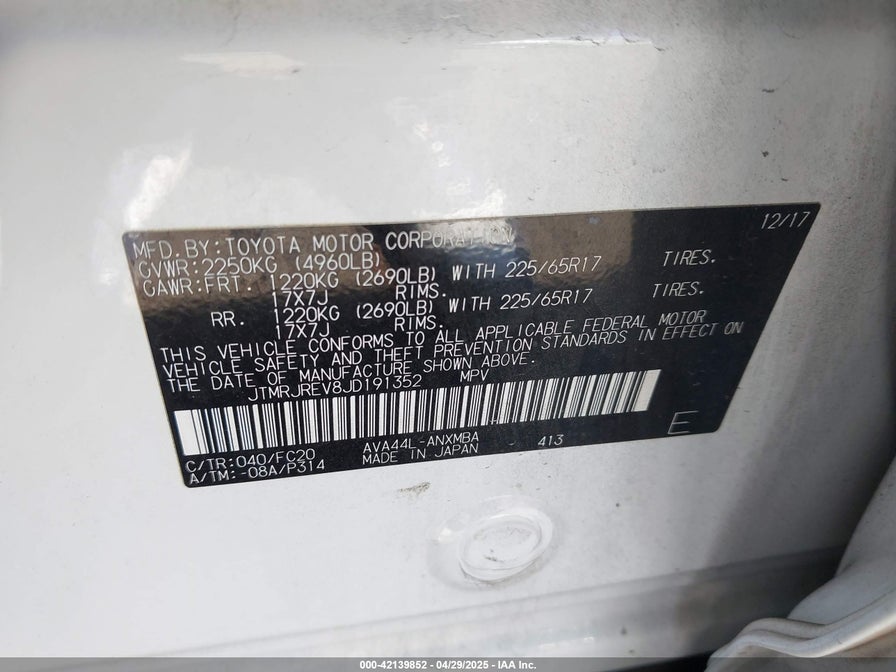 12/17
MFD.BY:TOYOTA MOTOR CORPORATION
GVWR:2250KG (4960LB)
GAWR:FRT. 1220KG (2690LB) WITH 225/65R17 TIRES.
17X7J RIMS.
RR. 1220KG (2690LB) WITH 225/65R17 TIRES.
17X7J RIMS.
THIS VEHICLE CONFORMS TO ALL APPLICABLE FEDERAL MOTOR
VEHICLE SAFETY AND THEFT PREVENTION STANDARDS IN EFFECT ON
THE DATE OF MANUFACTURE SHOWN ABOVE.
JTMRJREV8JD191352 MPV
C/TR:040/FC20 AVA44L-ANXMBA - 413
A/TM:-08A/P314 MADE IN JAPAN
E
000-42139852 - 04/29/2025 - IAA Inc.